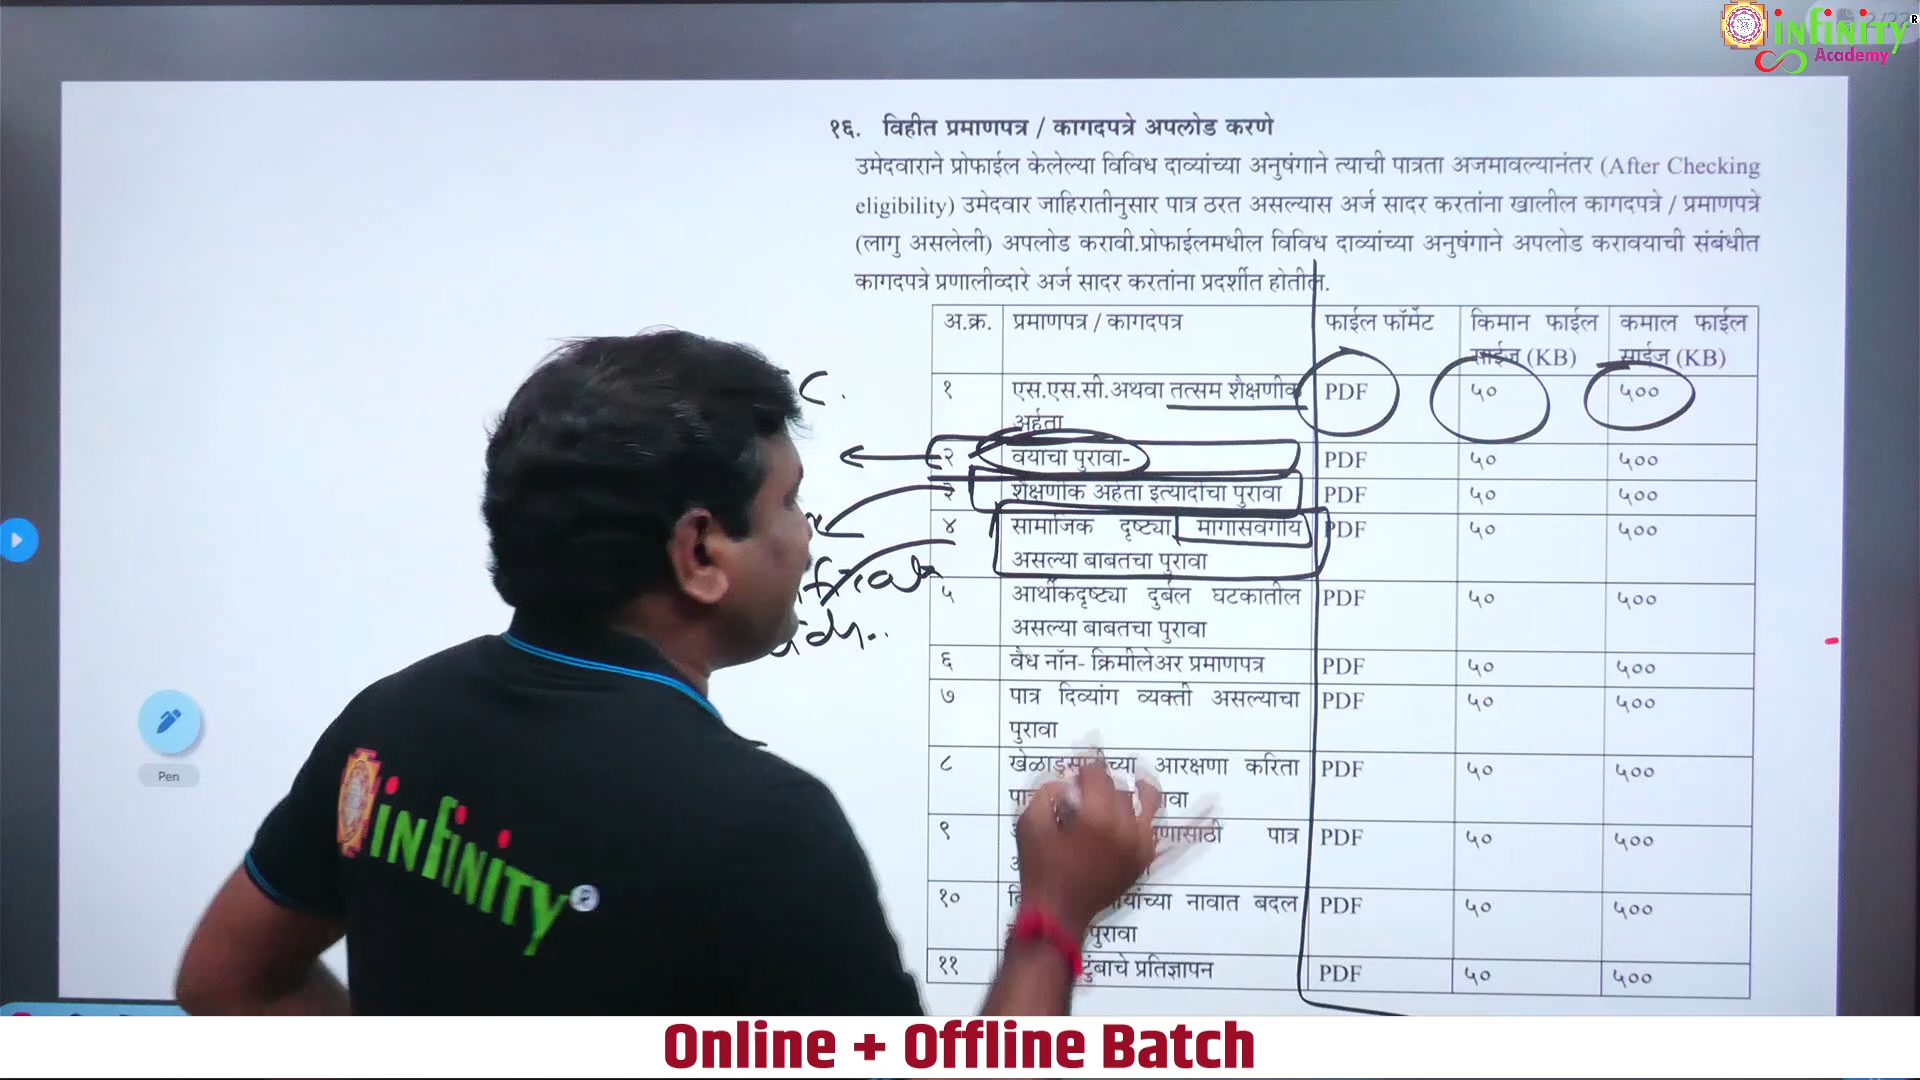 infinity
Academy
१६. विहीत प्रमाणपत्र / कागदपत्रे अपलोड करणे
उमेदवाराने प्रोफाईल केलेल्या विविध दाव्यांच्या अनुषंगाने त्याची पात्रता अजमावल्यानंतर (After Checking
eligibility) उमेदवार जाहिरातीनुसार पात्र ठरत असल्यास अर्ज सादर करतांना खालील कागदपत्रे / प्रमाणपत्रे
(लागु असलेली) अपलोड करावी.प्रोफाईलमधील विविध दाव्यांच्या अनुषंगाने अपलोड करावयाची संबंधीत
कागदपत्रे प्रणालीव्दारे अर्ज सादर करतांना प्रदर्शीत होतील.
अ.क्र. प्रमाणपत्र / कागदपत्र फाईल फॉर्मेट किमान फाईल साईज (KB) कमाल फाईल साईज (KB)
१ एस.एस.सी.अथवा तत्सम शैक्षणीक PDF ५० ५००
अर्हता
२ वयाचा पुरावा- PDF ५० ५००
३ शैक्षणीक अर्हता इत्यादीचा पुरावा PDF ५० ५००
४ सामाजिक दृष्ट्या मागासवर्गीय PDF ५० ५००
असल्या बाबतचा पुरावा
५ आर्थीकदृष्ट्या दुर्बल घटकातील PDF ५० ५००
असल्या बाबतचा पुरावा
६ वैध नॉन- क्रिमीलेअर प्रमाणपत्र PDF ५० ५००
७ पात्र दिव्यांग व्यक्ती असल्याचा PDF ५० ५००
पुरावा
८ आरक्षणा करिता PDF ५० ५००
९ पात्र PDF ५० ५००
१० नावात बदल PDF ५० ५००
पुरावा
११ प्रतिज्ञापन PDF ५० ५००
Pen
infinity
Online + Offline Batch